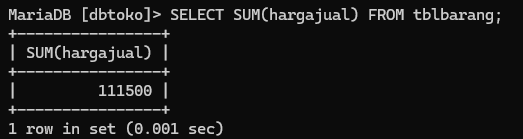 MariaDB [dbtoko]> SELECT SUM(hargajual) FROM tblbarang;
+----------------+
| SUM(hargajual) |
+----------------+
|         111500 |
+----------------+
1 row in set (0.001 sec)